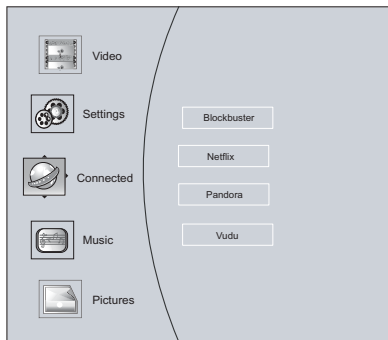 Video
Settings
Connected
Music
Pictures
Blockbuster
Netflix
Pandora
Vudu